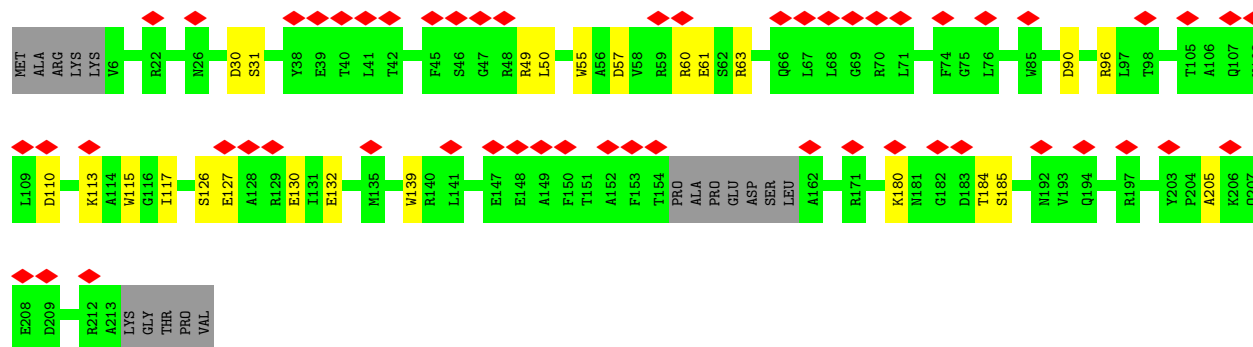 MET ALA ARG LYS LYS V6 R22 N26 D30 S31 Y38 E39 T40 L41 T42 F45 S46 G47 R48 R49 L50 W55 A56 D57 V58 R59 R60 E61 S62 R63 Q66 L67 L68 G69 R70 L71 F74 G75 L76 W85 D90 R96 L97 T98 T105 A106 Q107
L109 D110 K113 A114 W115 G116 I117 S126 E127 A128 R129 E130 I131 E132 M135 W139 R140 L141 E147 E148 A149 F150 T151 A152 F153 T154 PRO ALA PRO GLU ASP SER LEU A162 R171 K180 N181 G182 D183 T184 S185 N192 V193 Q194 R197 Y203 P204 A205 K206
E208 D209 R212 A213 LYS GLY THR PRO VAL